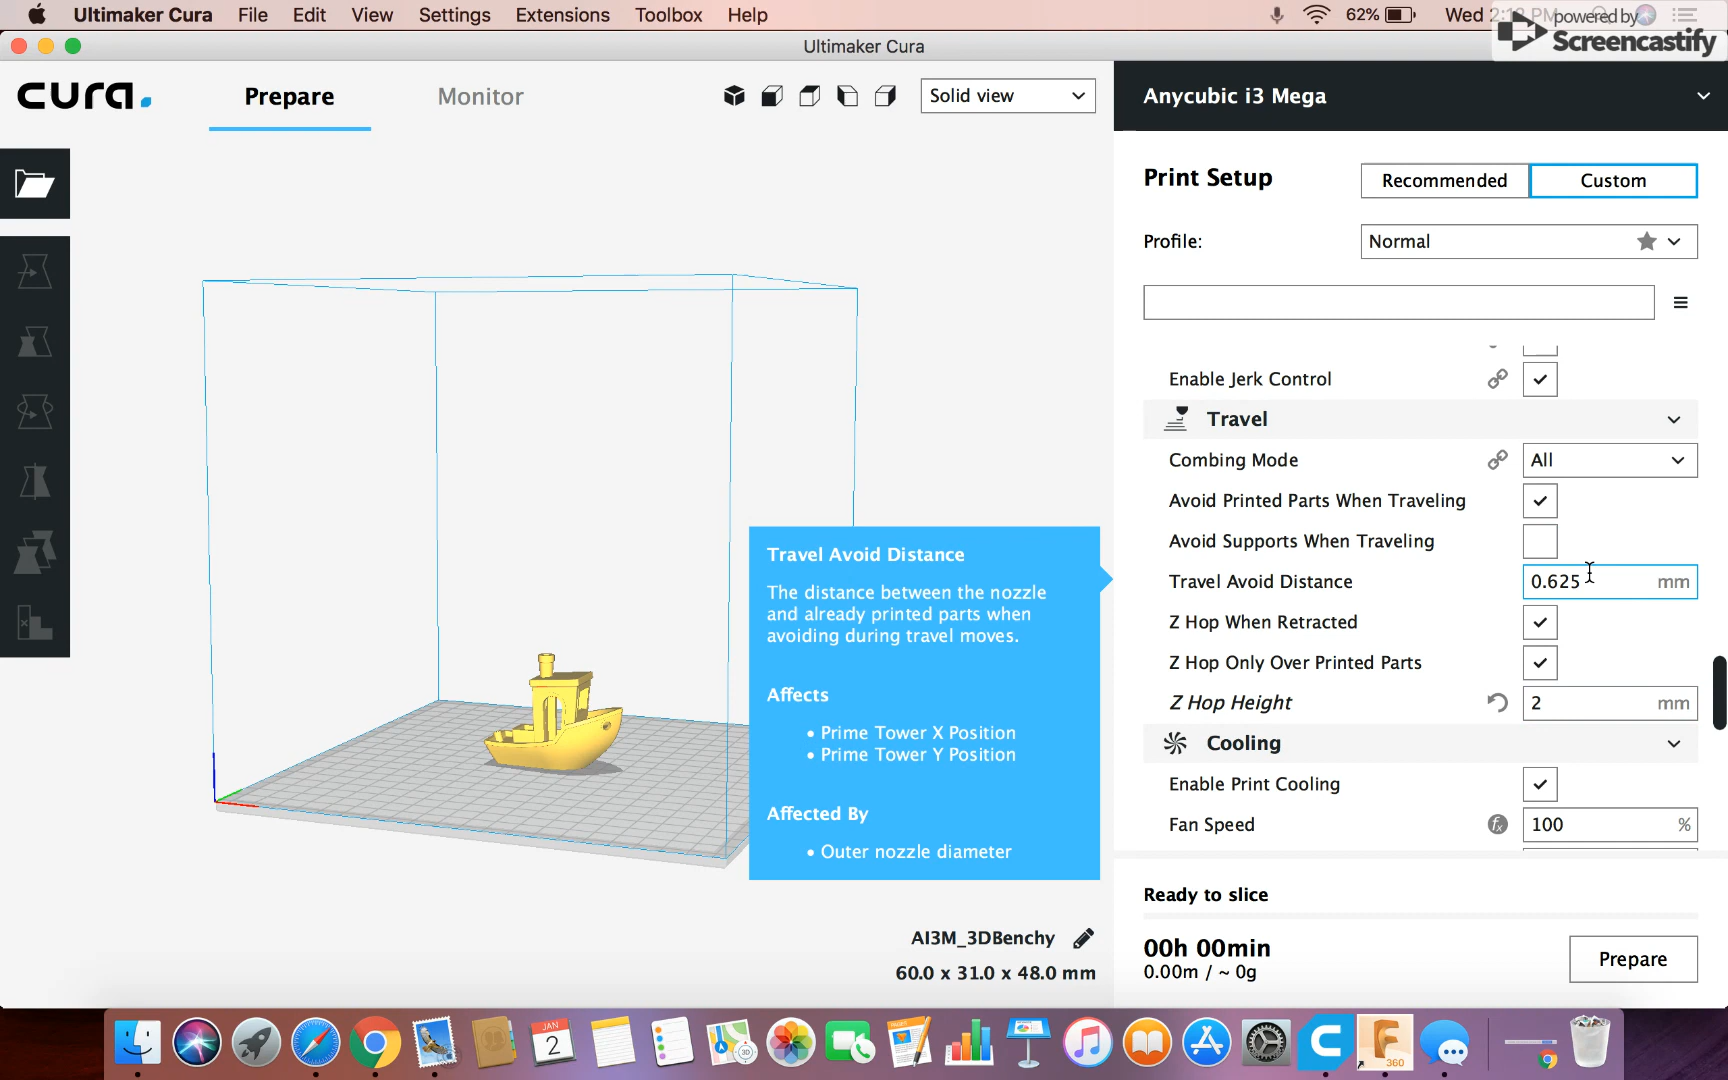 Ultimaker Cura File Edit View Settings Extensions Toolbox Help 62% Wed 2:12 PM
powered by
Screencastify
Ultimaker Cura
cura.
Prepare
Monitor
Solid view
Anycubic i3 Mega
Print Setup
Recommended
Custom
Profile:
Normal
Enable Jerk Control
Travel
Combing Mode
All
Avoid Printed Parts When Traveling
Avoid Supports When Traveling
Travel Avoid Distance
0.625 mm
Z Hop When Retracted
Z Hop Only Over Printed Parts
Z Hop Height
2 mm
Cooling
Enable Print Cooling
Fan Speed
100 %
Travel Avoid Distance
The distance between the nozzle
and already printed parts when
avoiding during travel moves.
Affects
• Prime Tower X Position
• Prime Tower Y Position
Affected By
• Outer nozzle diameter
AI3M_3DBenchy
60.0 x 31.0 x 48.0 mm
Ready to slice
00h 00min
0.00m / ~ 0g
Prepare
JAN
2
360